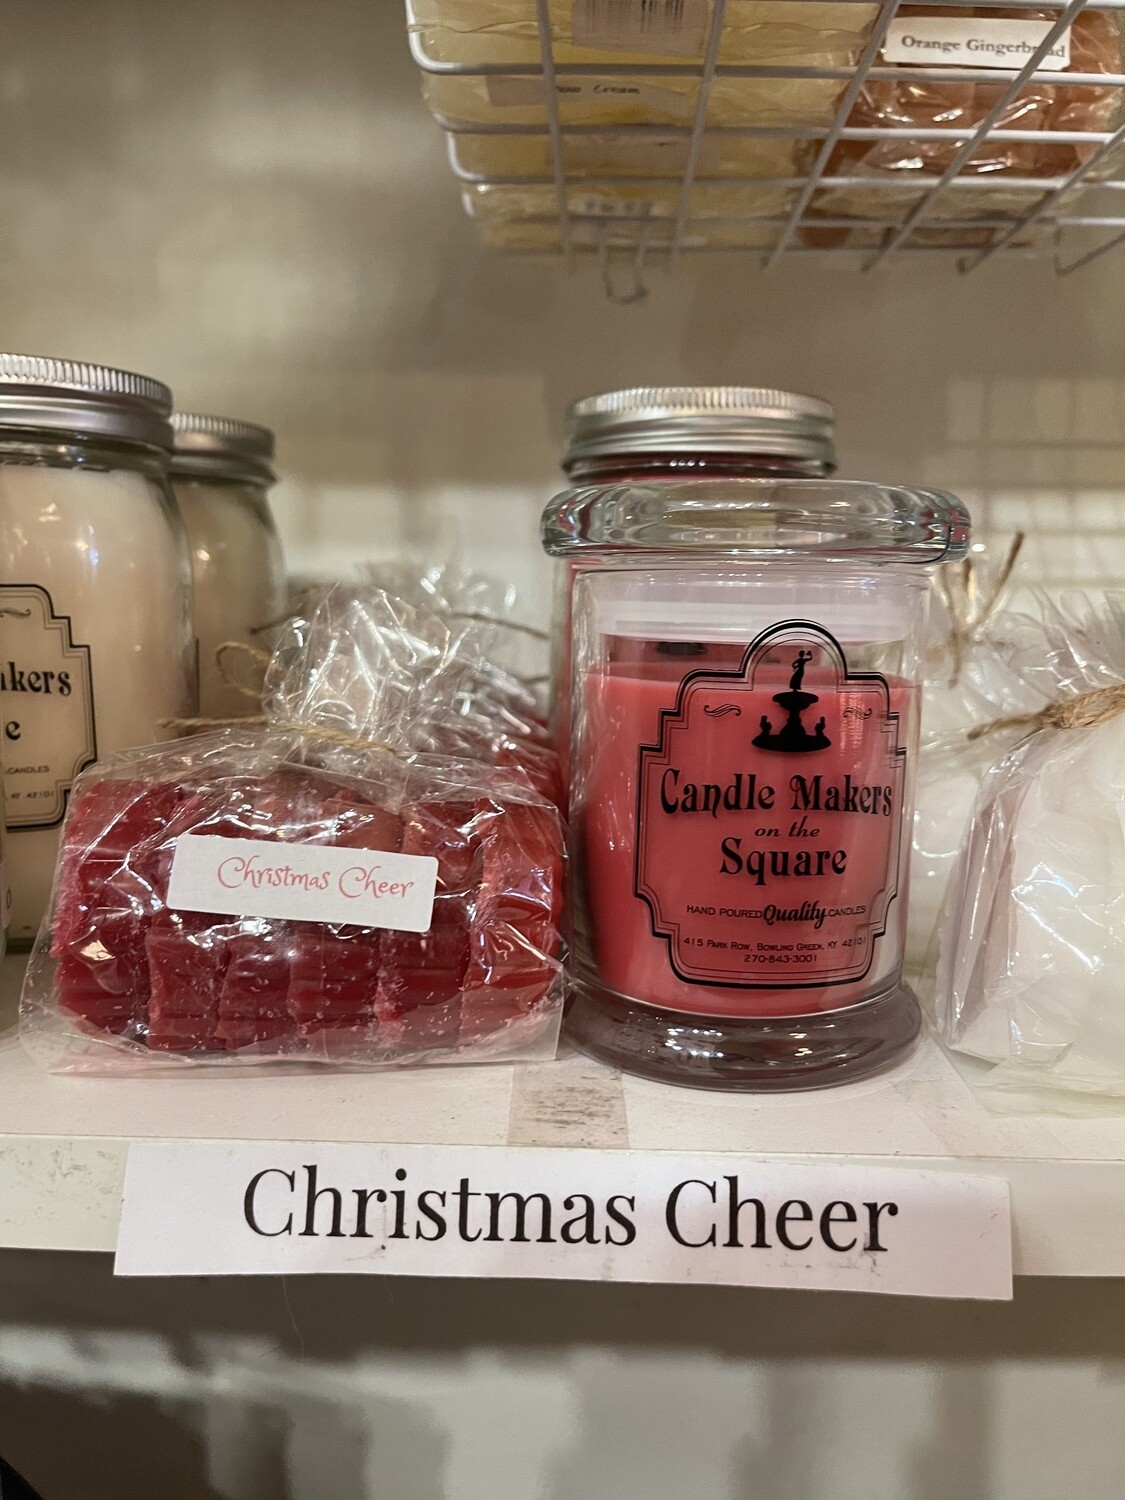 Orange Gingerbread
Cream
Christmas Cheer
Candle Makers
on the
Square
HAND POURED Quality CANDLES
415 PARK ROW, BOWLING GREEN, KY 42101
270-843-3001
akers
e
CANDLES
KY 42101
Christmas Cheer